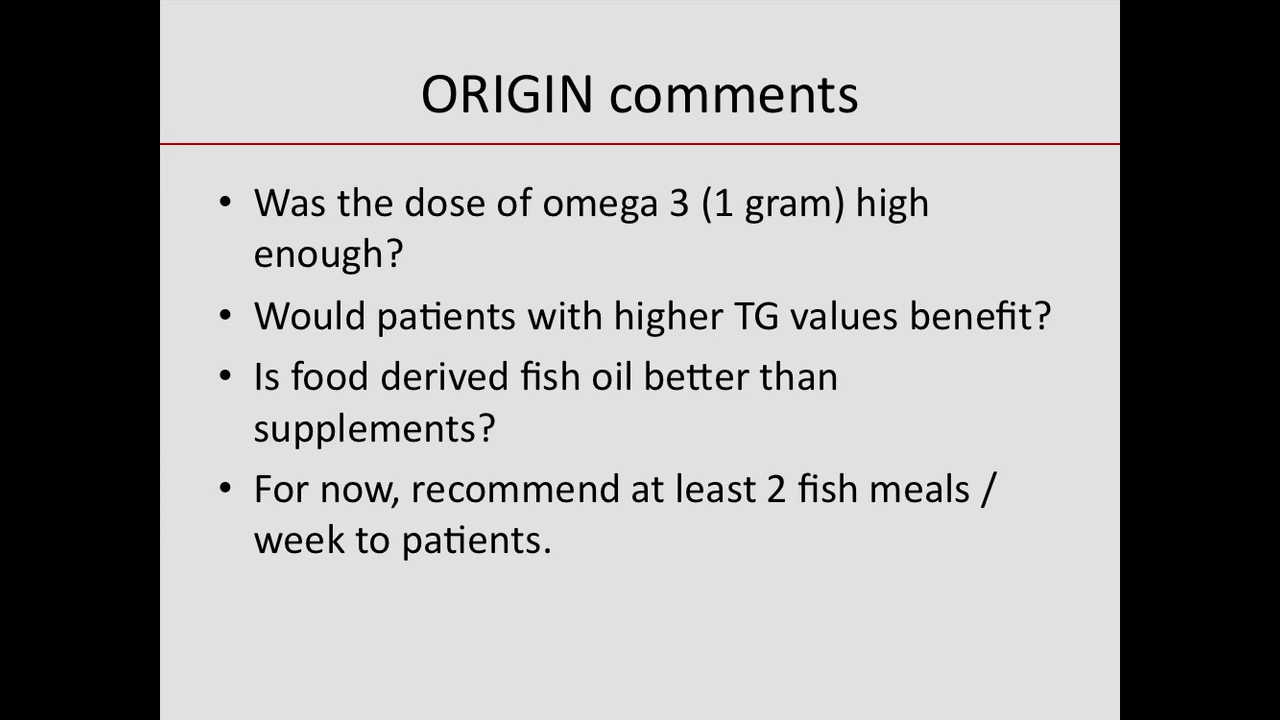 ORIGIN comments
• Was the dose of omega 3 (1 gram) high
enough?
• Would patients with higher TG values benefit?
• Is food derived fish oil better than
supplements?
• For now, recommend at least 2 fish meals /
week to patients.